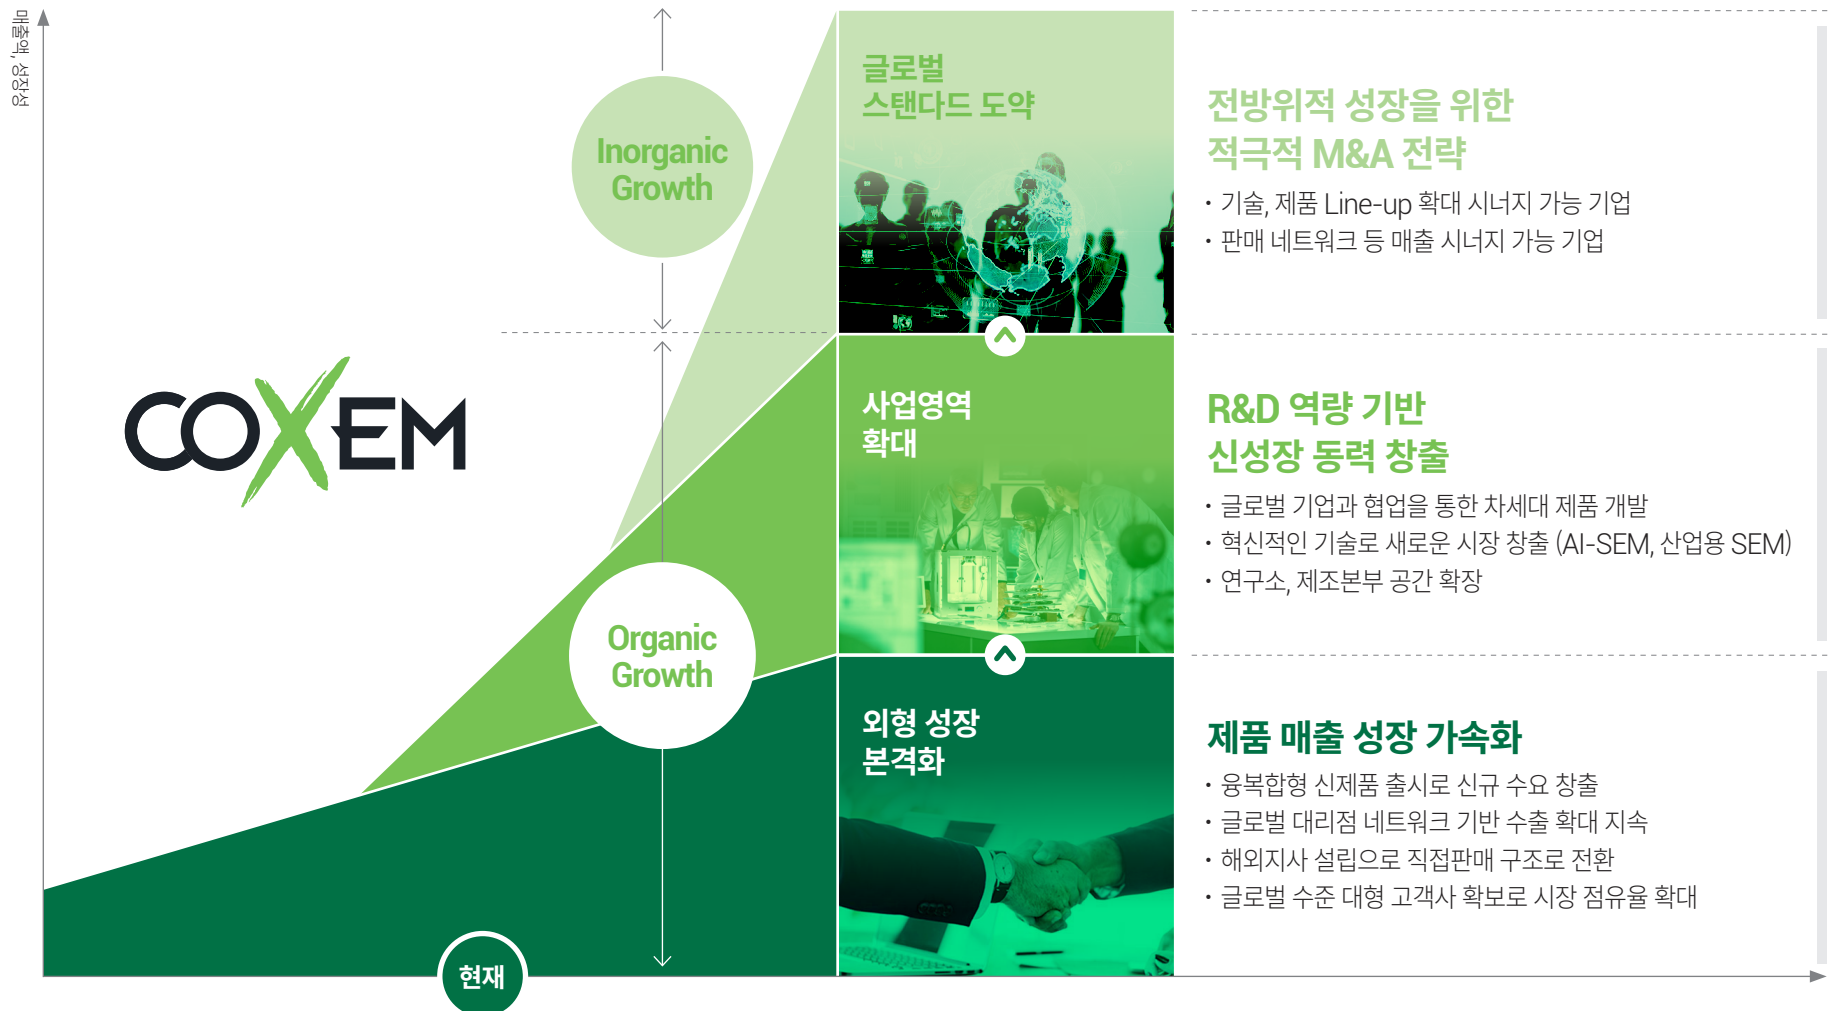 매출액, 성장성
COXEM
Inorganic
Growth
Organic
Growth
현재
글로벌
스탠다드 도약
전방위적 성장을 위한
적극적 M&A 전략
• 기술, 제품 Line-up 확대 시너지 가능 기업
• 판매 네트워크 등 매출 시너지 가능 기업
사업영역
확대
R&D 역량 기반
신성장 동력 창출
• 글로벌 기업과 협업을 통한 차세대 제품 개발
• 혁신적인 기술로 새로운 시장 창출 (AI-SEM, 산업용 SEM)
• 연구소, 제조본부 공간 확장
외형 성장
본격화
제품 매출 성장 가속화
• 융복합형 신제품 출시로 신규 수요 창출
• 글로벌 대리점 네트워크 기반 수출 확대 지속
• 해외지사 설립으로 직접판매 구조로 전환
• 글로벌 수준 대형 고객사 확보로 시장 점유율 확대